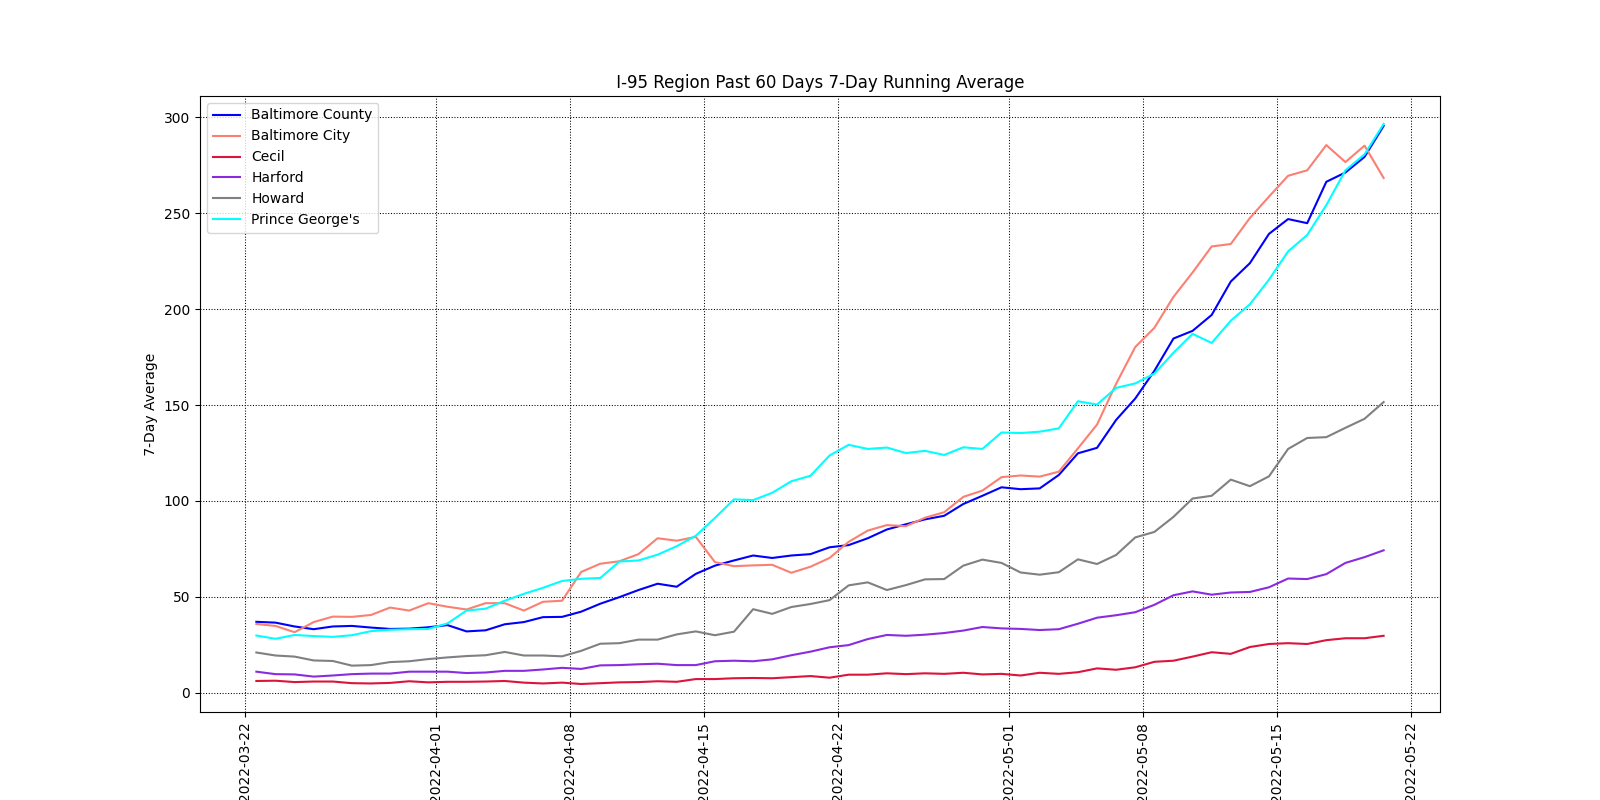 I-95 Region Past 60 Days 7-Day Running Average
Baltimore County
Baltimore City
Cecil
Harford
Howard
Prince George's
7-Day Average
300
250
200
150
100
50
0
2022-03-22
2022-04-01
2022-04-08
2022-04-15
2022-04-22
2022-05-01
2022-05-08
2022-05-15
2022-05-22